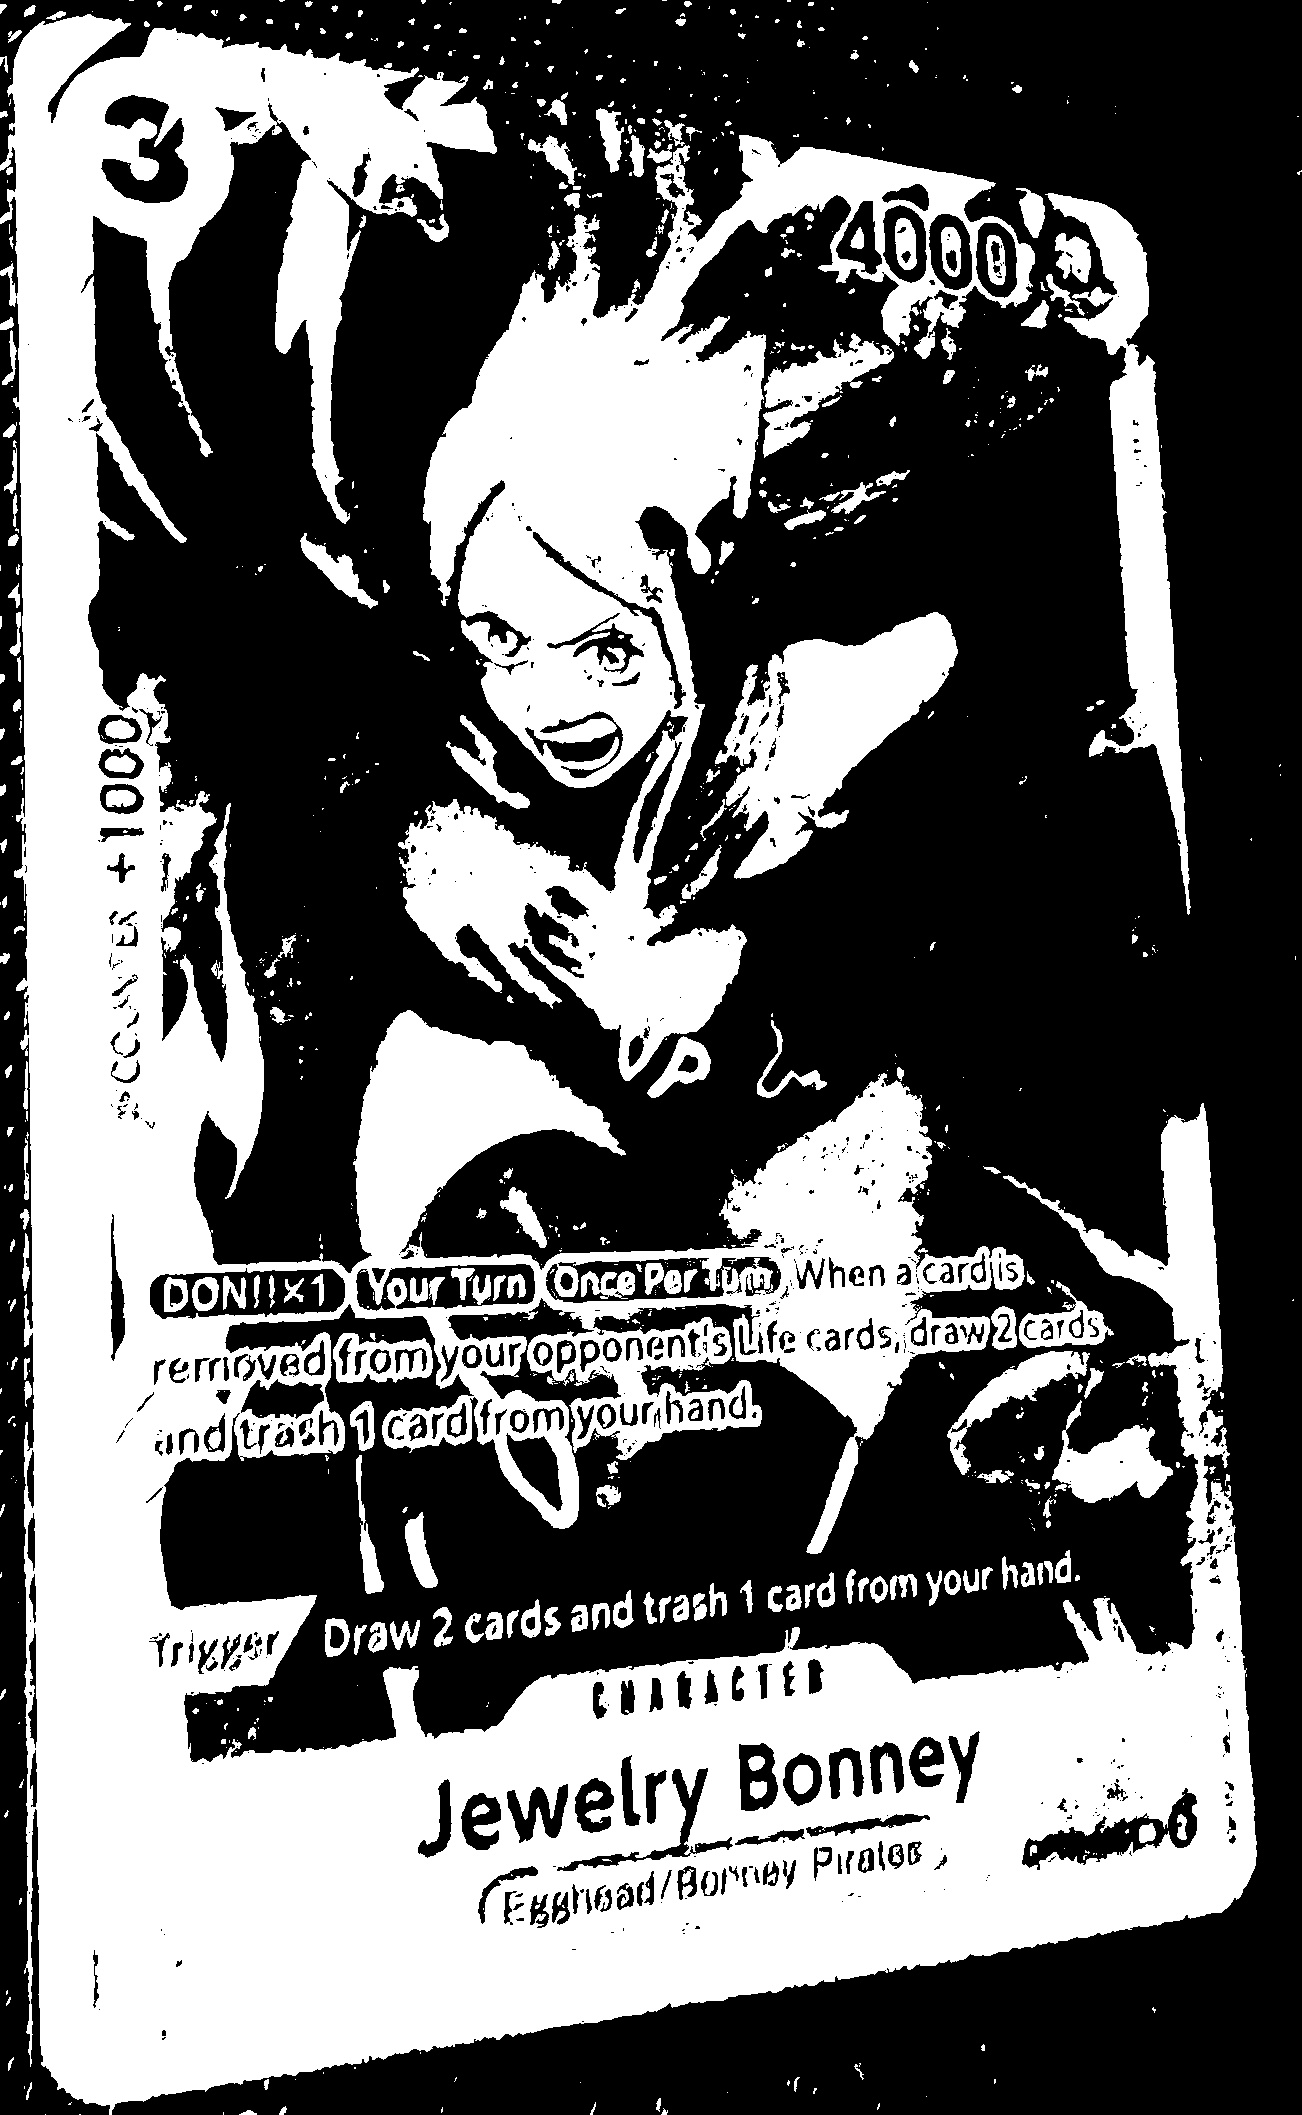 3
4000
COUNTER +1000
DON!!×1 Your Turn Once Per Turn When a card is
removed from your opponent's Life cards, draw 2 cards
and trash 1 card from your hand.
Trigger Draw 2 cards and trash 1 card from your hand.
CHARACTER
Jewelry Bonney
Egghead/Bonney Pirates